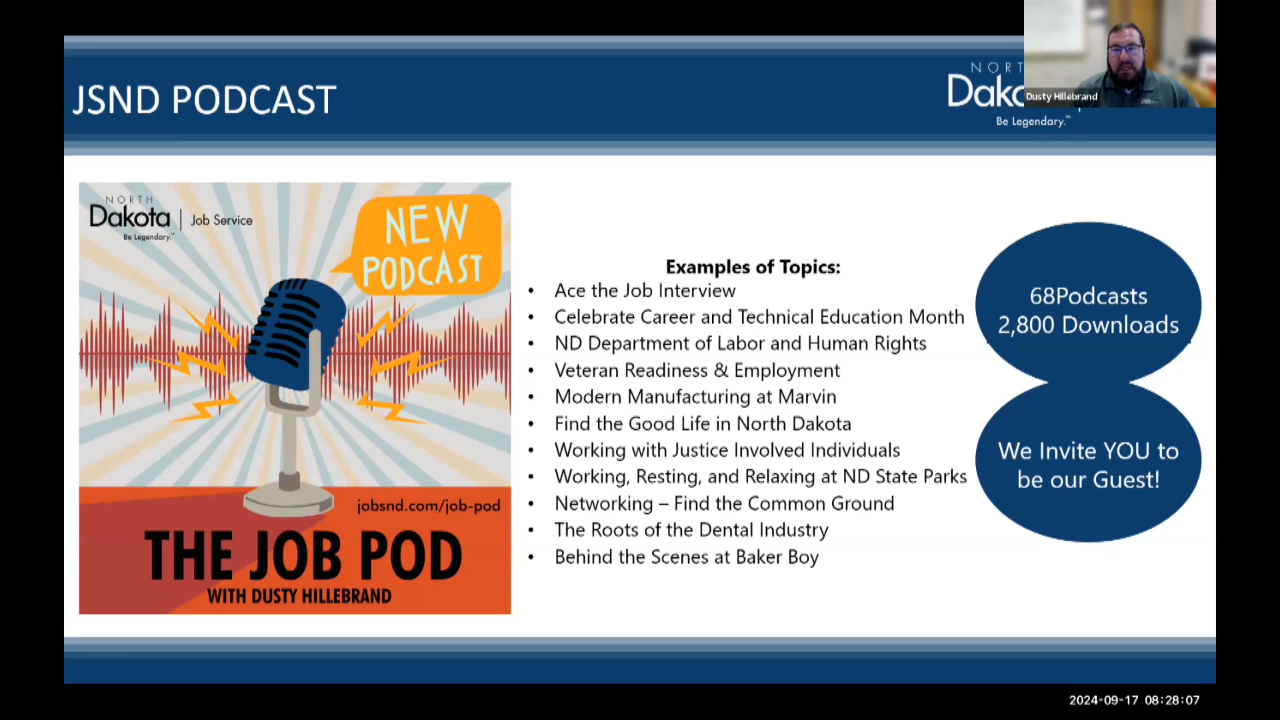 JSND PODCAST
NORT
Dako
Be Legendary.™
Dusty Hillebrand
NORTH
Dakota | Job Service
Be Legendary.™
NEW
PODCAST
jobsnd.com/job-pod
THE JOB POD
WITH DUSTY HILLEBRAND
Examples of Topics:
• Ace the Job Interview
• Celebrate Career and Technical Education Month
• ND Department of Labor and Human Rights
• Veteran Readiness & Employment
• Modern Manufacturing at Marvin
• Find the Good Life in North Dakota
• Working with Justice Involved Individuals
• Working, Resting, and Relaxing at ND State Parks
• Networking – Find the Common Ground
• The Roots of the Dental Industry
• Behind the Scenes at Baker Boy
68Podcasts
2,800 Downloads
We Invite YOU to
be our Guest!
2024-09-17 08:28:07